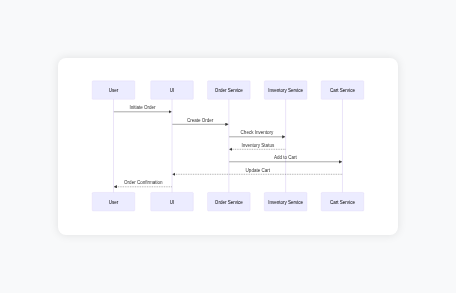 User UI Order Service Inventory Service Cart Service
Initiate Order
Create Order
Check Inventory
Inventory Status
Add to Cart
Update Cart
Order Confirmation
User UI Order Service Inventory Service Cart Service